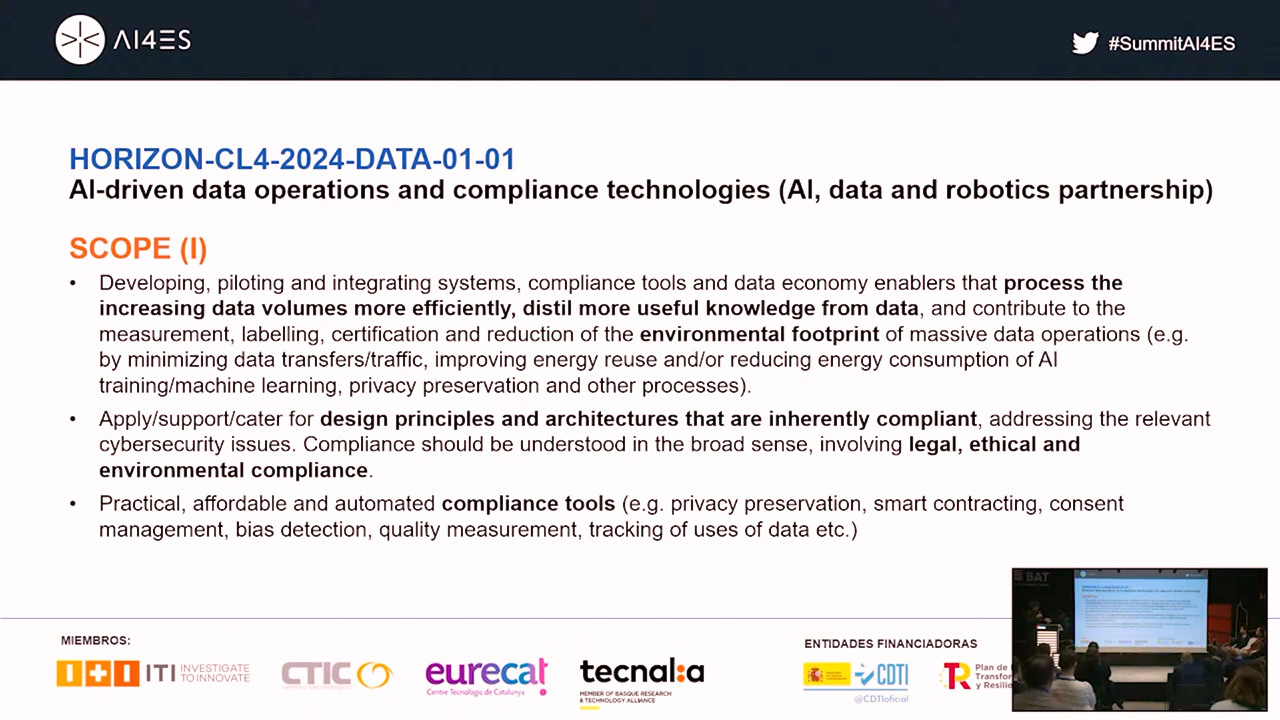 AI4ES
#SummitAI4ES
HORIZON-CL4-2024-DATA-01-01
AI-driven data operations and compliance technologies (AI, data and robotics partnership)
SCOPE (I)
• Developing, piloting and integrating systems, compliance tools and data economy enablers that process the
increasing data volumes more efficiently, distil more useful knowledge from data, and contribute to the
measurement, labelling, certification and reduction of the environmental footprint of massive data operations (e.g.
by minimizing data transfers/traffic, improving energy reuse and/or reducing energy consumption of AI
training/machine learning, privacy preservation and other processes).
• Apply/support/cater for design principles and architectures that are inherently compliant, addressing the relevant
cybersecurity issues. Compliance should be understood in the broad sense, involving legal, ethical and
environmental compliance.
• Practical, affordable and automated compliance tools (e.g. privacy preservation, smart contracting, consent
management, bias detection, quality measurement, tracking of uses of data etc.)
MIEMBROS:
ITI INVESTIGATE
TO INNOVATE
CTIC
eurecat
Centre Tecnològic de Catalunya
tecnal:a
MEMBER OF BASQUE RESEARCH
& TECHNOLOGY ALLIANCE
ENTIDADES FINANCIADORAS
CDTI
@CDTIoficial
Plan de
Transfor
y Resilie
BAT